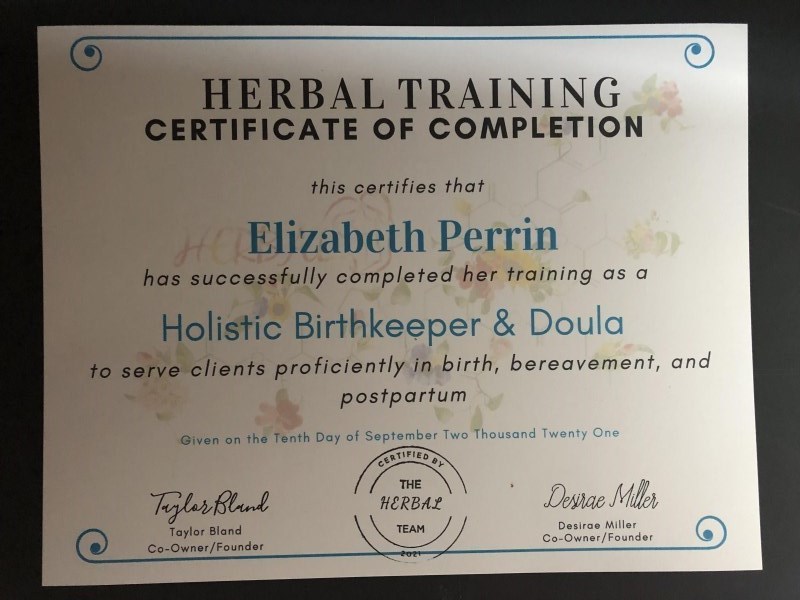 HERBAL TRAINING
CERTIFICATE OF COMPLETION
this certifies that
HERBAL
Elizabeth Perrin
has successfully completed her training as a
Holistic Birthkeeper & Doula
to serve clients proficiently in birth, bereavement, and
postpartum
Given on the Tenth Day of September Two Thousand Twenty One
CERTIFIED BY
THE
HERBAL
TEAM
2021
Taylor Bland
Taylor Bland
Co-Owner/Founder
Desirae Miller
Desirae Miller
Co-Owner/Founder